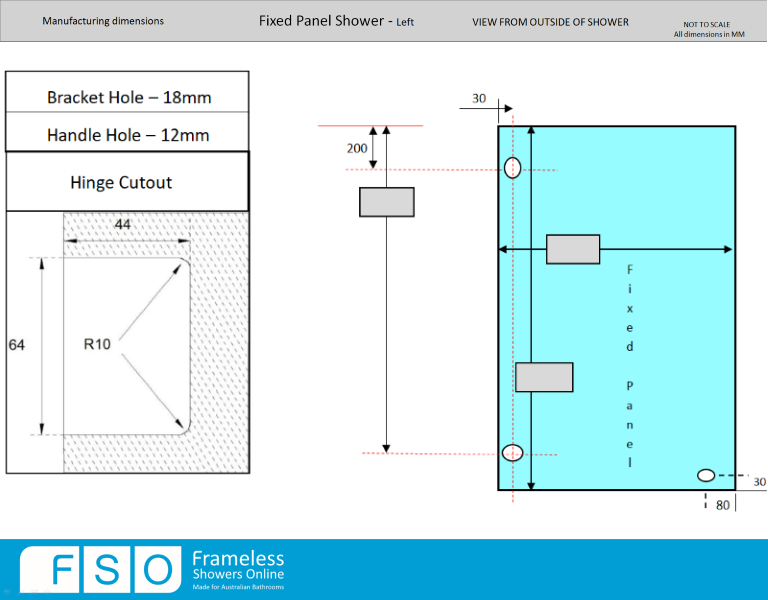 Manufacturing dimensions
Fixed Panel Shower - Left
VIEW FROM OUTSIDE OF SHOWER
NOT TO SCALE
All dimensions in MM
Bracket Hole – 18mm
Handle Hole – 12mm
Hinge Cutout
44
64
R10
30
200
Fixed Panel
30
80
FSO
Frameless
Showers Online
Made for Australian Bathrooms